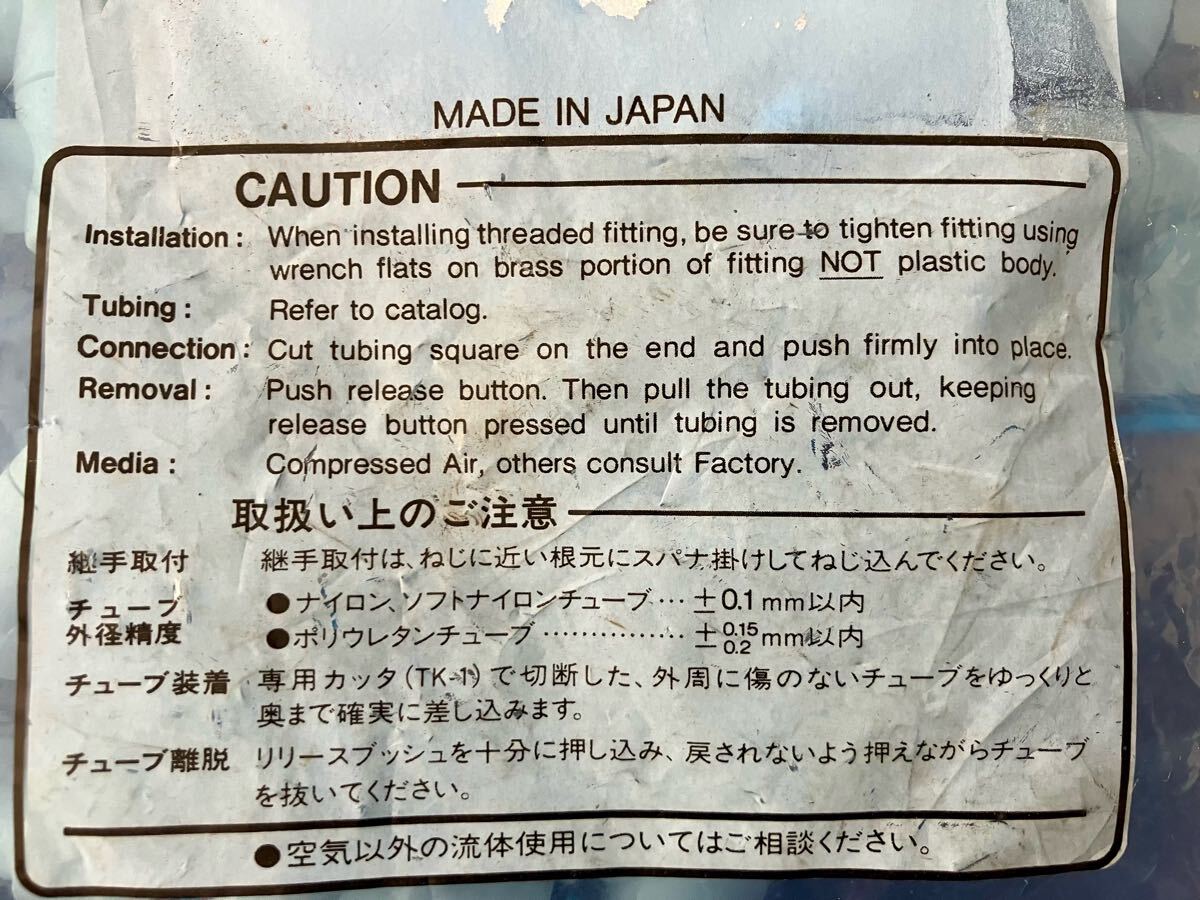 MADE IN JAPAN
CAUTION
Installation : When installing threaded fitting, be sure to tighten fitting using
wrench flats on brass portion of fitting NOT plastic body.
Tubing : Refer to catalog.
Connection : Cut tubing square on the end and push firmly into place.
Removal : Push release button. Then pull the tubing out, keeping
release button pressed until tubing is removed.
Media : Compressed Air, others consult Factory.
取扱い上のご注意
継手取付 継手取付は、ねじに近い根元にスパナ掛けしてねじ込んでください。
チューブ ●ナイロン、ソフトナイロンチューブ… ±0.1mm以内
外径精度 ●ポリウレタンチューブ…………… ± 0.15 0.2 mm以内
チューブ装着 専用カッタ(TK-1)で切断した、外周に傷のないチューブをゆっくりと
奥まで確実に差し込みます。
チューブ離脱 リリースブッシュを十分に押し込み、戻されないよう押えながらチューブ
を抜いてください。
●空気以外の流体使用についてはご相談ください。